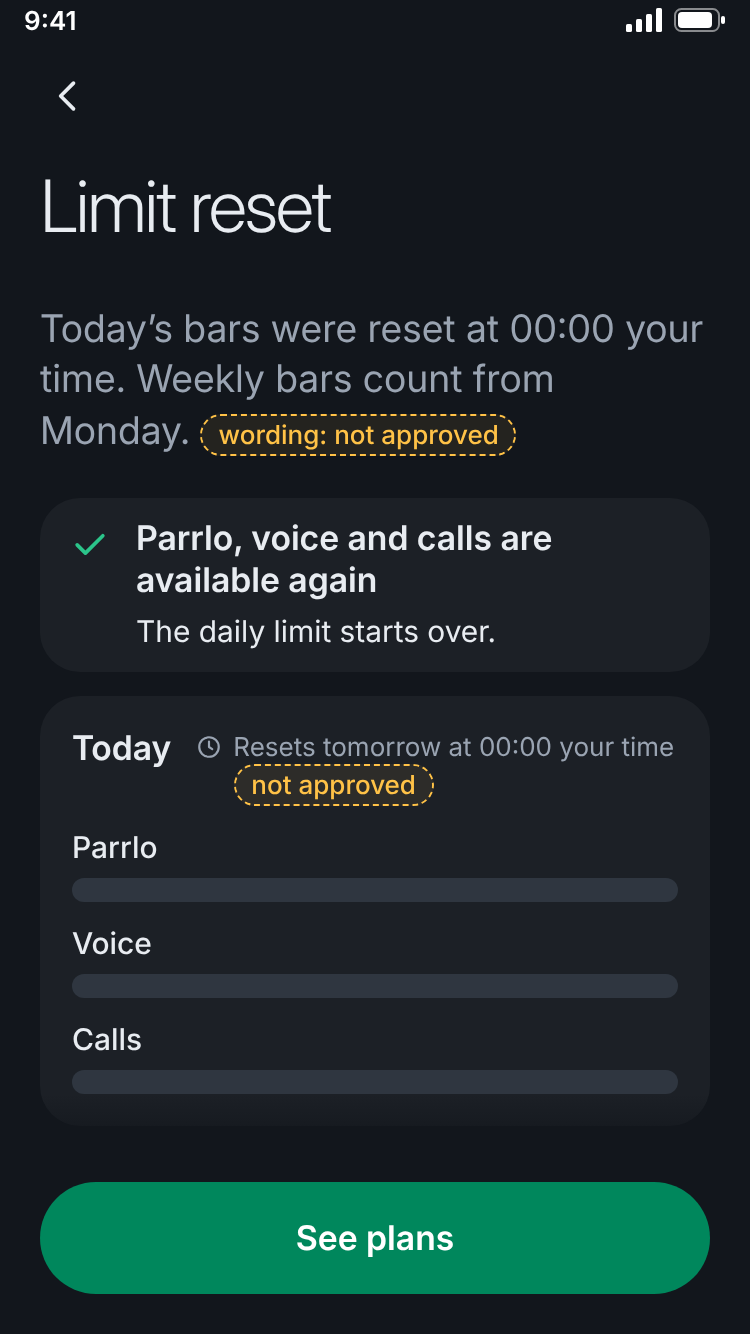 9:41
Limit reset
Today’s bars were reset at 00:00 your
time. Weekly bars count from
Monday. wording: not approved
Parrlo, voice and calls are
available again
The daily limit starts over.
Today Resets tomorrow at 00:00 your time
not approved
Parrlo
Voice
Calls
See plans